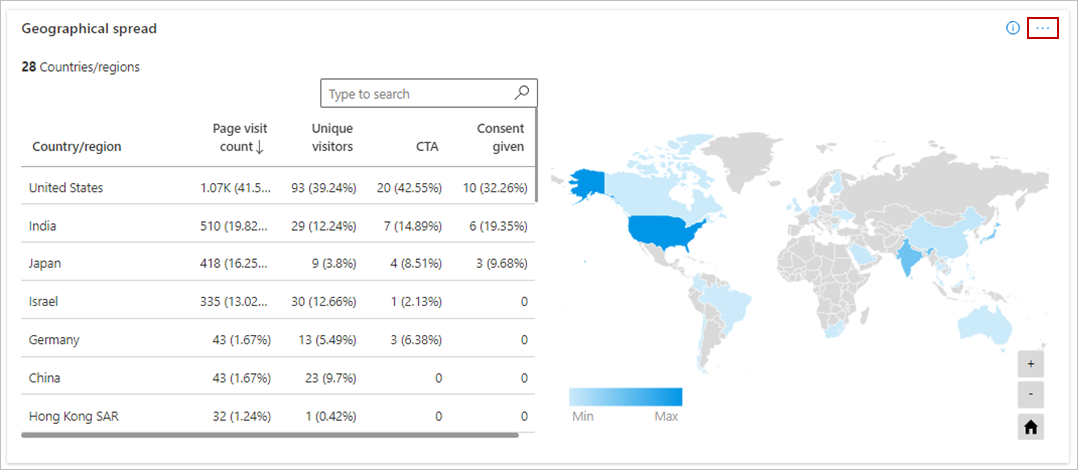 Geographical spread
28 Countries/regions
Type to search
Country/region Page visit count↓ Unique visitors CTA Consent given
United States 1.07K (41.5... 93 (39.24%) 20 (42.55%) 10 (32.26%)
India 510 (19.82... 29 (12.24%) 7 (14.89%) 6 (19.35%)
Japan 418 (16.25... 9 (3.8%) 4 (8.51%) 3 (9.68%)
Israel 335 (13.02... 30 (12.66%) 1 (2.13%) 0
Germany 43 (1.67%) 13 (5.49%) 3 (6.38%) 0
China 43 (1.67%) 23 (9.7%) 0 0
Hong Kong SAR 32 (1.24%) 1 (0.42%) 0 0
Min Max
+
-